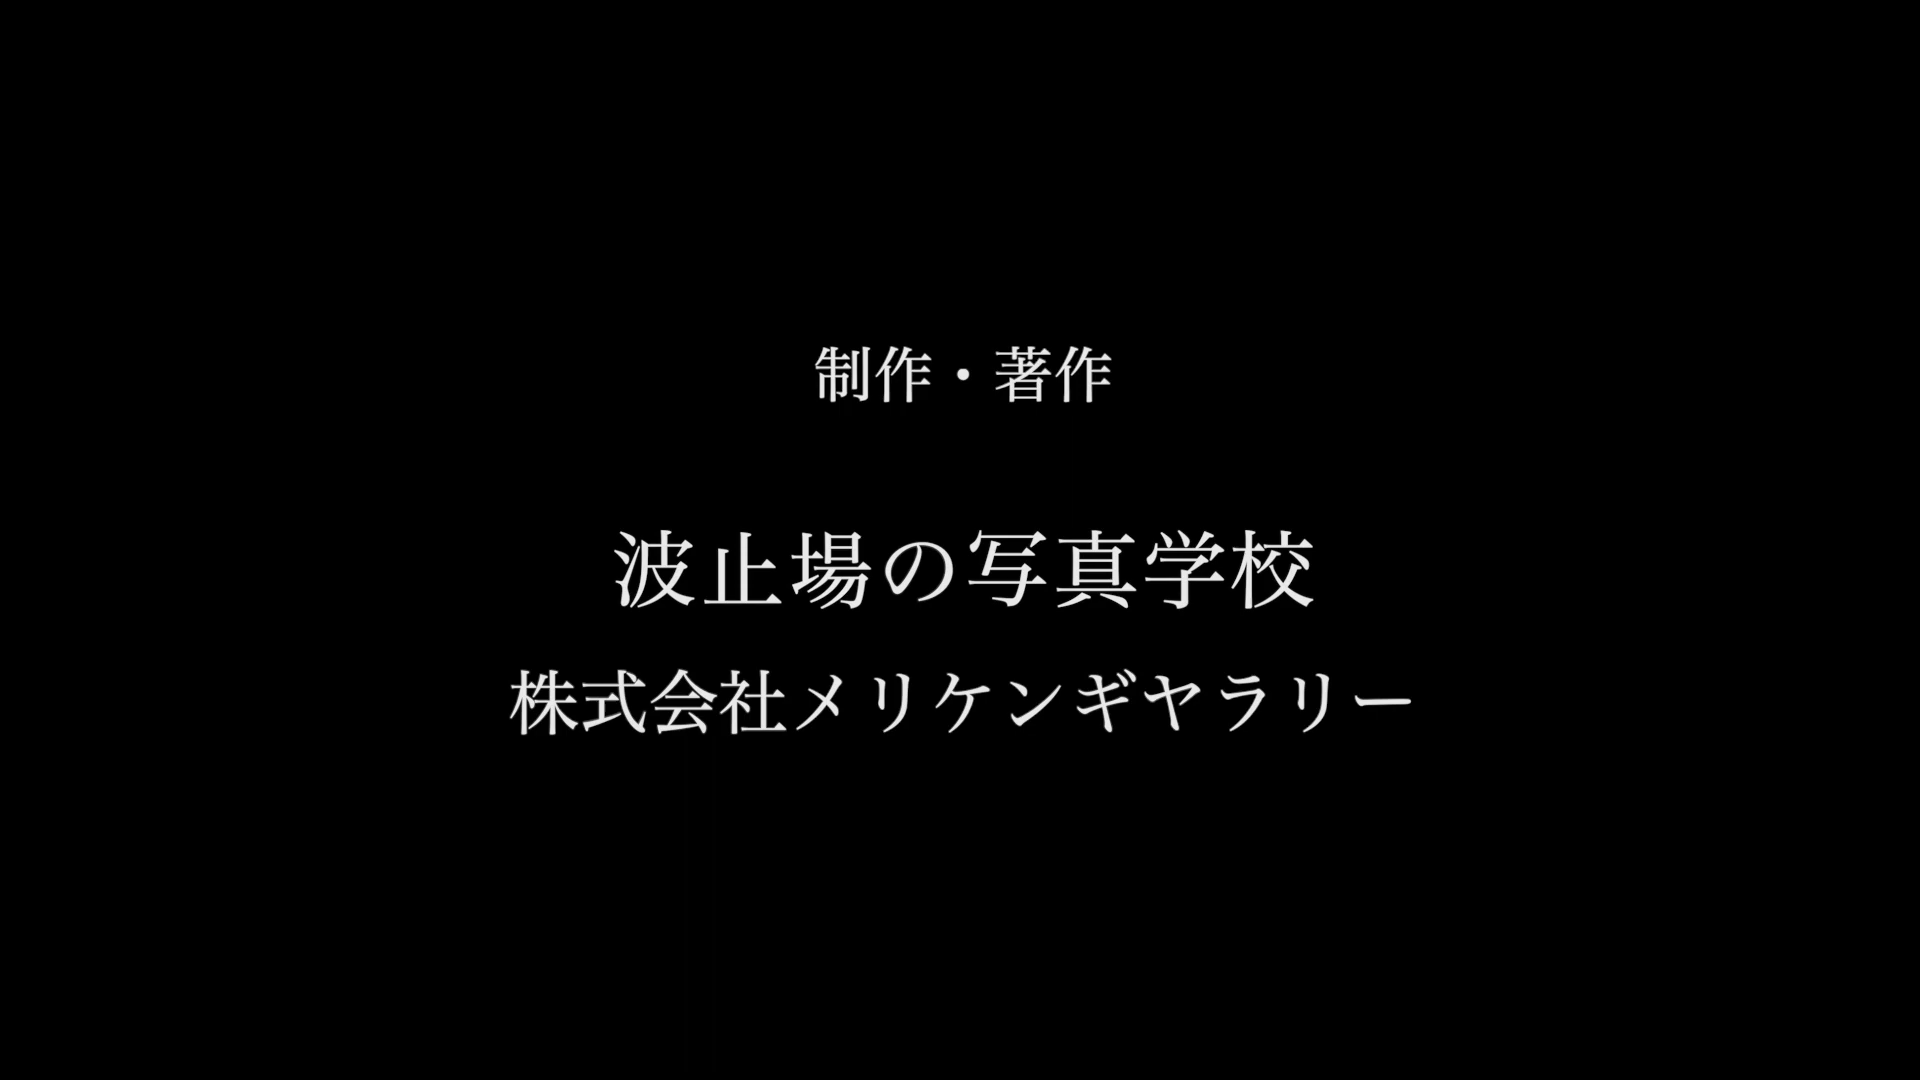 制作・著作
波止場の写真学校
株式会社メリケンギヤラリー